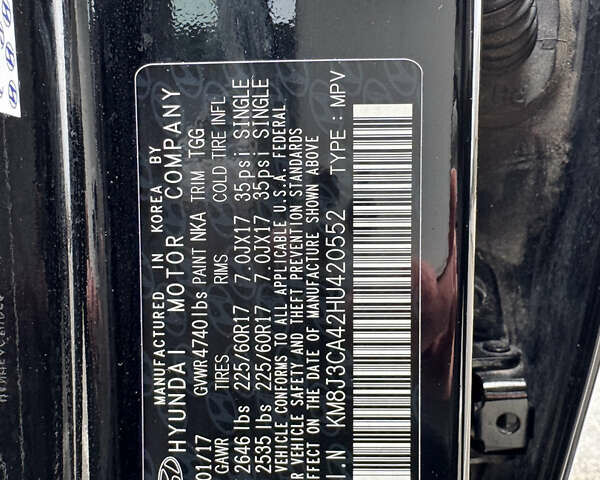 MANUFACTURED IN KOREA BY
HYUNDAI MOTOR COMPANY
01/17 GVWR 4740lbs PAINT NKA TRIM TGG
GAWR TIRES RIMS COLD TIRE INFL
2646 lbs 225/60R17 7.0JX17 35psi SINGLE
2535 lbs 225/60R17 7.0JX17 35psi SINGLE
VEHICLE CONFORMS TO ALL APPLICABLE U.S.A. FEDERAL
R VEHICLE SAFETY AND THEFT PREVENTION STANDARDS
EFFECT ON THE DATE OF MANUFACTURE SHOWN ABOVE
I.N KM8J3CA42HU420552 TYPE : MPV